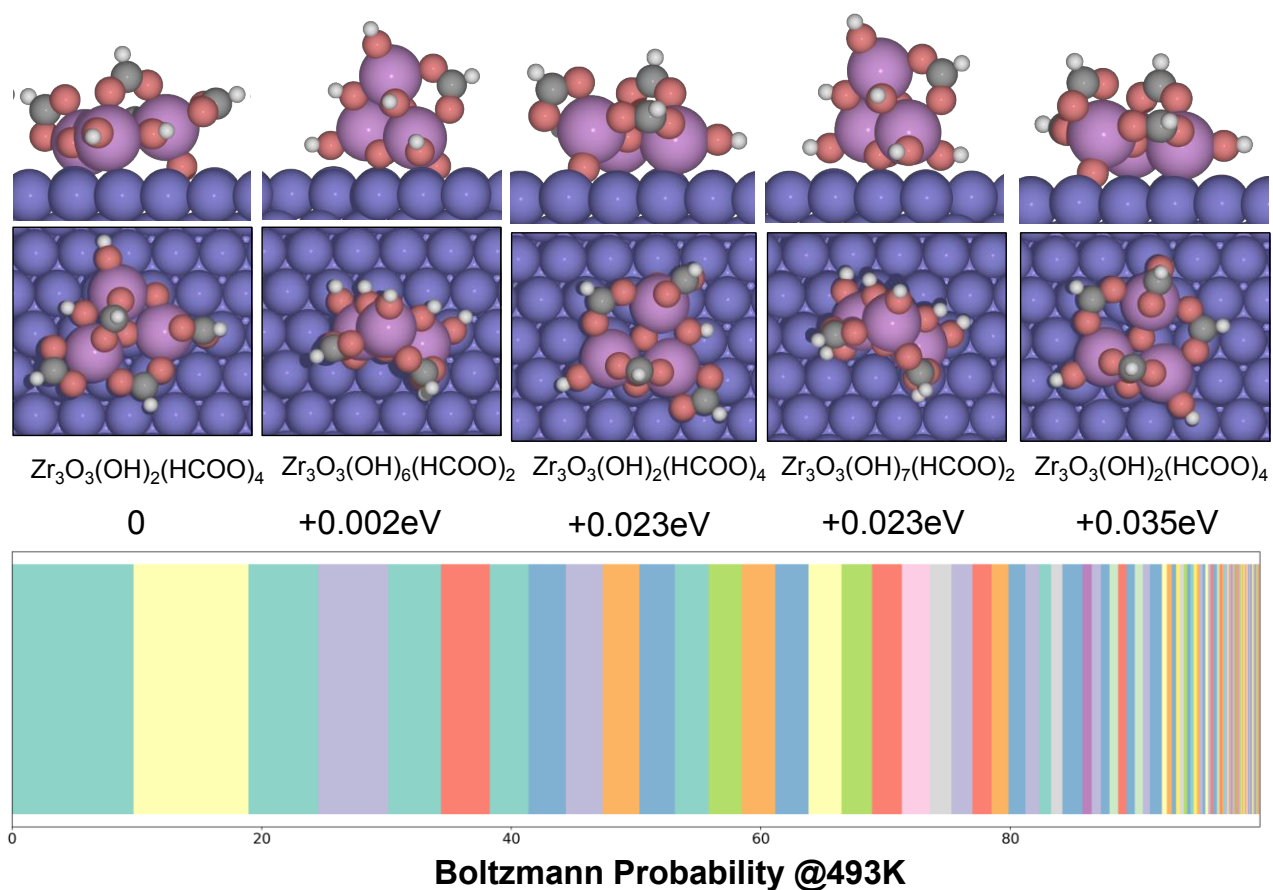 Zr₃O₃(OH)₂(HCOO)₄ Zr₃O₃(OH)₆(HCOO)₂ Zr₃O₃(OH)₂(HCOO)₄ Zr₃O₃(OH)₇(HCOO)₂ Zr₃O₃(OH)₂(HCOO)₄
0 +0.002eV +0.023eV +0.023eV +0.035eV
0 20 40 60 80
Boltzmann Probability @493K